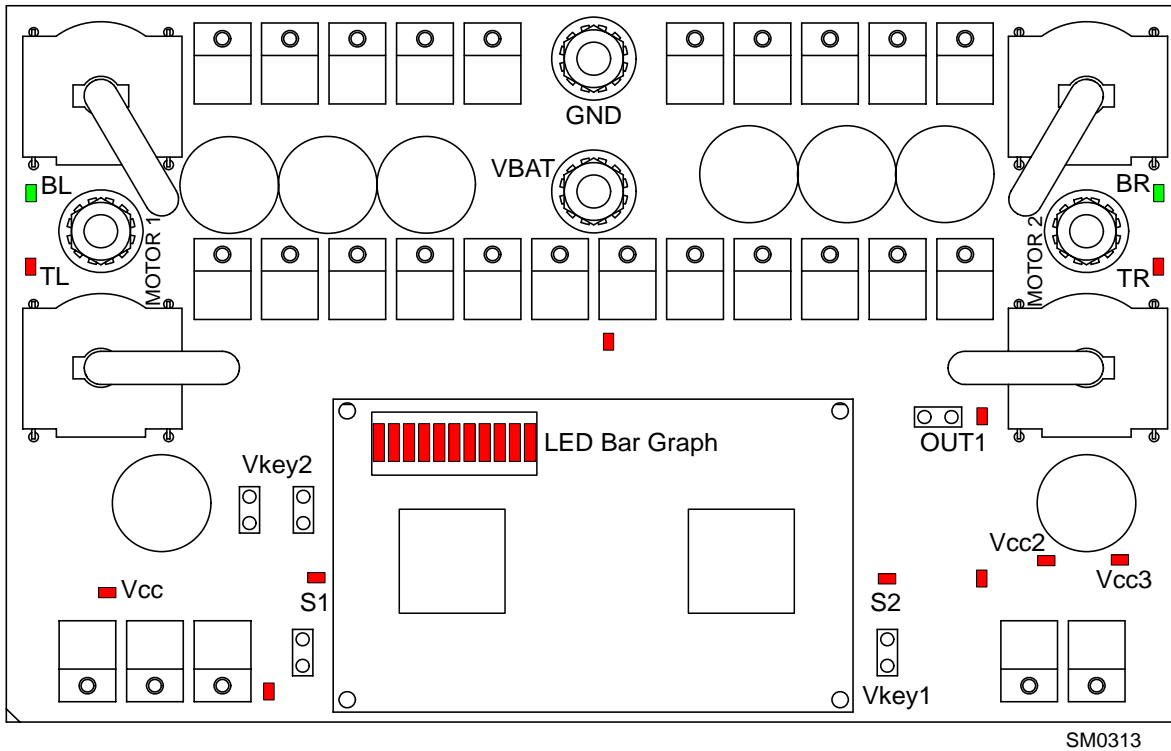 GND
VBAT
BL
BR
MOTOR 1
MOTOR 2
TL
TR
OUT1
LED Bar Graph
Vkey2
Vcc2
Vcc3
Vcc
S1
S2
Vkey1
SM0313